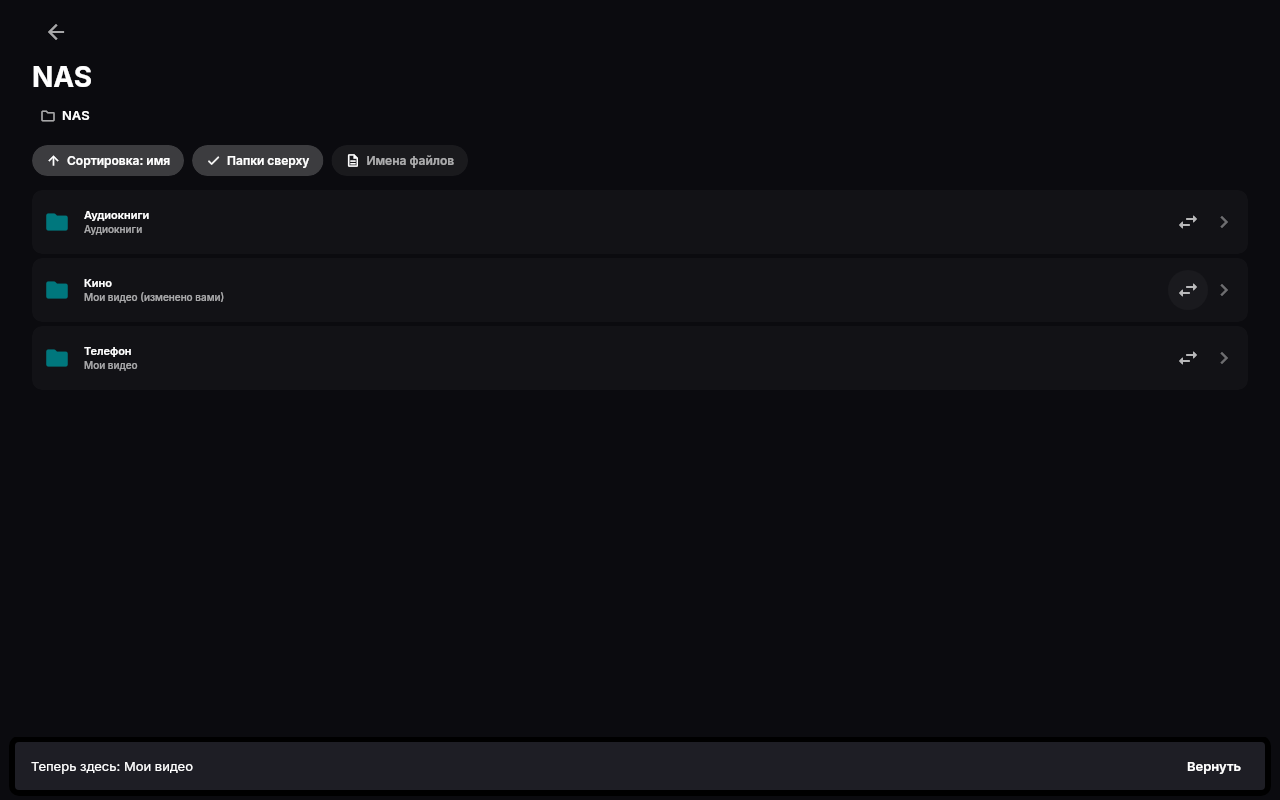 NAS
NAS
Сортировка: имя
Папки сверху
Имена файлов
Аудиокниги
Аудиокниги
Кино
Мои видео (изменено вами)
Телефон
Мои видео
Теперь здесь: Мои видео
Вернуть